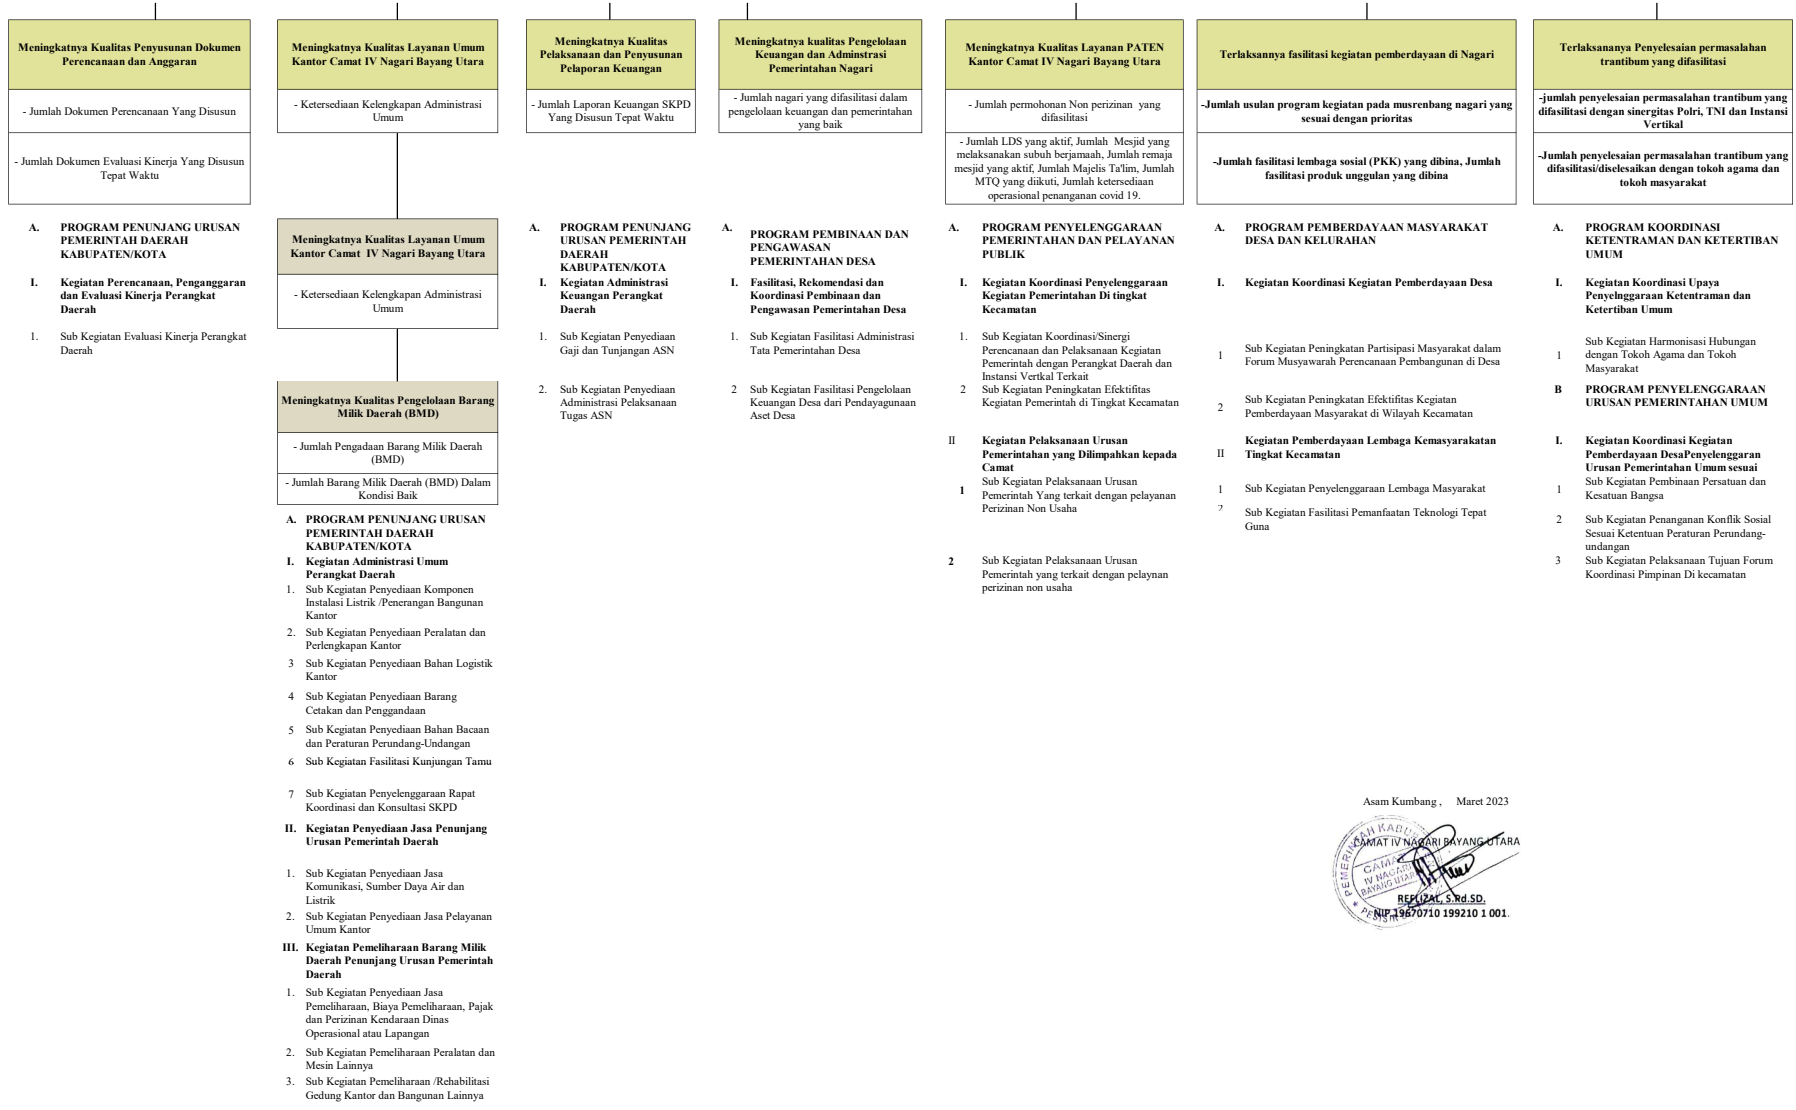 Meningkatnya Kualitas Penyusunan Dokumen
Perencanaan dan Anggaran
- Jumlah Dokumen Perencanaan Yang Disusun
- Jumlah Dokumen Evaluasi Kinerja Yang Disusun
Tepat Waktu
A. PROGRAM PENUNJANG URUSAN
PEMERINTAH DAERAH
KABUPATEN/KOTA
I. Kegiatan Perencanaan, Penganggaran
dan Evaluasi Kinerja Perangkat
Daerah
1. Sub Kegiatan Evaluasi Kinerja Perangkat
Daerah
Meningkatnya Kualitas Layanan Umum
Kantor Camat IV Nagari Bayang Utara
- Ketersediaan Kelengkapan Administrasi
Umum
Meningkatnya Kualitas Layanan Umum
Kantor Camat IV Nagari Bayang Utara
- Ketersediaan Kelengkapan Administrasi
Umum
Meningkatnya Kualitas Pengelolaan Barang
Milik Daerah (BMD)
- Jumlah Pengadaan Barang Milik Daerah
(BMD)
- Jumlah Barang Milik Daerah (BMD) Dalam
Kondisi Baik
A. PROGRAM PENUNJANG URUSAN
PEMERINTAH DAERAH
KABUPATEN/KOTA
I. Kegiatan Administrasi Umum
Perangkat Daerah
1. Sub Kegiatan Penyediaan Komponen
Instalasi Listrik /Penerangan Bangunan
Kantor
2. Sub Kegiatan Penyediaan Peralatan dan
Perlengkapan Kantor
3 Sub Kegiatan Penyediaan Bahan Logistik
Kantor
4 Sub Kegiatan Penyediaan Barang
Cetakan dan Penggandaan
5 Sub Kegiatan Penyediaan Bahan Bacaan
dan Peraturan Perundang-Undangan
6 Sub Kegiatan Fasilitasi Kunjungan Tamu
7 Sub Kegiatan Penyelenggaraan Rapat
Koordinasi dan Konsultasi SKPD
II. Kegiatan Penyediaan Jasa Penunjang
Urusan Pemerintah Daerah
1. Sub Kegiatan Penyediaan Jasa
Komunikasi, Sumber Daya Air dan
Listrik
2. Sub Kegiatan Penyediaan Jasa Pelayanan
Umum Kantor
III. Kegiatan Pemeliharaan Barang Milik
Daerah Penunjang Urusan Pemerintah
Daerah
1. Sub Kegiatan Penyediaan Jasa
Pemeliharaan, Biaya Pemeliharaan, Pajak
dan Perizinan Kendaraan Dinas
Operasional atau Lapangan
2. Sub Kegiatan Pemeliharaan Peralatan dan
Mesin Lainnya
3. Sub Kegiatan Pemeliharaan /Rehabilitasi
Gedung Kantor dan Bangunan Lainnya
Meningkatnya Kualitas
Pelaksanaan dan Penyusunan
Pelaporan Keuangan
- Jumlah Laporan Keuangan SKPD
Yang Disusun Tepat Waktu
A. PROGRAM PENUNJANG
URUSAN PEMERINTAH
DAERAH
KABUPATEN/KOTA
I. Kegiatan Administrasi
Keuangan Perangkat
Daerah
1. Sub Kegiatan Penyediaan
Gaji dan Tunjangan ASN
2. Sub Kegiatan Penyediaan
Administrasi Pelaksanaan
Tugas ASN
Meningkatnya kualitas Pengelolaan
Keuangan dan Adminstrasi
Pemerintahan Nagari
- Jumlah nagari yang difasilitasi dalam
pengelolaan keuangan dan pemerintahan
yang baik
A. PROGRAM PEMBINAAN DAN
PENGAWASAN
PEMERINTAHAN DESA
I. Fasilitasi, Rekomendasi dan
Koordinasi Pembinaan dan
Pengawasan Pemerintahan Desa
1. Sub Kegiatan Fasilitasi Administrasi
Tata Pemerintahan Desa
2 Sub Kegiatan Fasilitasi Pengelolaan
Keuangan Desa dari Pendayagunaan
Aset Desa
Meningkatnya Kualitas Layanan PATEN
Kantor Camat IV Nagari Bayang Utara
- Jumlah permohonan Non perizinan yang
difasilitasi
- Jumlah LDS yang aktif, Jumlah Mesjid yang
melaksanakan subuh berjamaah, Jumlah remaja
mesjid yang aktif, Jumlah Majelis Ta'lim, Jumlah
MTQ yang diikuti, Jumlah ketersediaan
operasional penanganan covid 19.
A. PROGRAM PENYELENGGARAAN
PEMERINTAHAN DAN PELAYANAN
PUBLIK
I. Kegiatan Koordinasi Penyelenggaraan
Kegiatan Pemerintahan Di tingkat
Kecamatan
1. Sub Kegiatan Koordinasi/Sinergi
Perencanaan dan Pelaksanaan Kegiatan
Pemerintah dengan Perangkat Daerah dan
Instansi Vertkal Terkait
2 Sub Kegiatan Peningkatan Efektifitas
Kegiatan Pemerintah di Tingkat Kecamatan
II Kegiatan Pelaksanaan Urusan
Pemerintahan yang Dilimpahkan kepada
Camat
1 Sub Kegiatan Pelaksanaan Urusan
Pemerintah Yang terkait dengan pelayanan
Perizinan Non Usaha
2 Sub Kegiatan Pelaksanaan Urusan
Pemerintah yang terkait dengan pelaynan
perizinan non usaha
Terlaksannya fasilitasi kegiatan pemberdayaan di Nagari
-Jumlah usulan program kegiatan pada musrenbang nagari yang
sesuai dengan prioritas
-Jumlah fasilitasi lembaga sosial (PKK) yang dibina, Jumlah
fasilitasi produk unggulan yang dibina
A. PROGRAM PEMBERDAYAAN MASYARAKAT
DESA DAN KELURAHAN
I. Kegiatan Koordinasi Kegiatan Pemberdayaan Desa
1 Sub Kegiatan Peningkatan Partisipasi Masyarakat dalam
Forum Musyawarah Perencanaan Pembangunan di Desa
2 Sub Kegiatan Peningkatan Efektifitas Kegiatan
Pemberdayaan Masyarakat di Wilayah Kecamatan
II Kegiatan Pemberdayaan Lembaga Kemasyarakatan
Tingkat Kecamatan
1 Sub Kegiatan Penyelenggaraan Lembaga Masyarakat
2 Sub Kegiatan Fasilitasi Pemanfaatan Teknologi Tepat
Guna
Terlaksananya Penyelesaian permasalahan
trantibum yang difasilitasi
-jumlah penyelesaian permasalahan trantibum yang
difasilitasi dengan sinergitas Polri, TNI dan Instansi
Vertikal
-Jumlah penyelesaian permasalahan trantibum yang
difasilitasi/diselesaikan dengan tokoh agama dan
tokoh masyarakat
A. PROGRAM KOORDINASI
KETENTRAMAN DAN KETERTIBAN
UMUM
I. Kegiatan Koordinasi Upaya
Penyelnggaraan Ketentraman dan
Ketertiban Umum
1 Sub Kegiatan Harmonisasi Hubungan
dengan Tokoh Agama dan Tokoh
Masyarakat
B PROGRAM PENYELENGGARAAN
URUSAN PEMERINTAHAN UMUM
I. Kegiatan Koordinasi Kegiatan
Pemberdayaan DesaPenyelenggaran
Urusan Pemerintahan Umum sesuai
1 Sub Kegiatan Pembinaan Persatuan dan
Kesatuan Bangsa
2 Sub Kegiatan Penanganan Konflik Sosial
Sesuai Ketentuan Peraturan Perundang-
undangan
3 Sub Kegiatan Pelaksanaan Tujuan Forum
Koordinasi Pimpinan Di kecamatan
Asam Kumbang , Maret 2023
CAMAT IV NAGARI BAYANG UTARA
PEMERINTAH
CAMAT
IV NAGARI
BAYANG UTARA
REFLIZAL, S.Pd.SD.
NIP.19670710 199210 1 001.